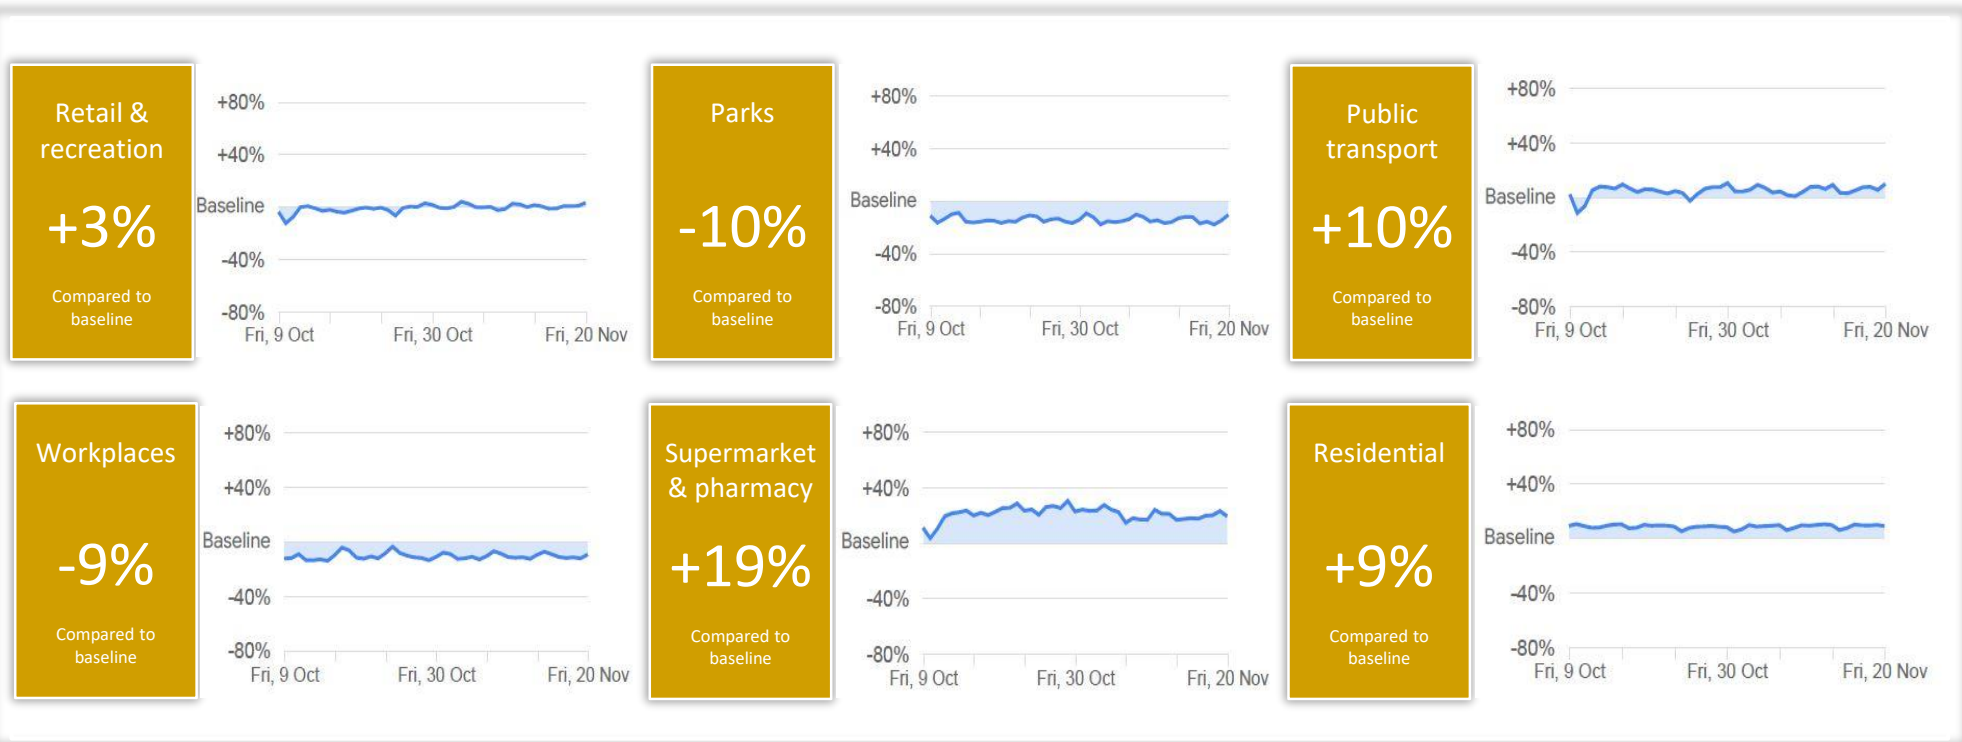 Retail &
recreation
+3%
Compared to
baseline
+80%
+40%
Baseline
-40%
-80%
Fri, 9 Oct
Fri, 30 Oct
Fri, 20 Nov
Parks
-10%
Compared to
baseline
+80%
+40%
Baseline
-40%
-80%
Fri, 9 Oct
Fri, 30 Oct
Fri, 20 Nov
Public
transport
+10%
Compared to
baseline
+80%
+40%
Baseline
-40%
-80%
Fri, 9 Oct
Fri, 30 Oct
Fri, 20 Nov
Workplaces
-9%
Compared to
baseline
+80%
+40%
Baseline
-40%
-80%
Fri, 9 Oct
Fri, 30 Oct
Fri, 20 Nov
Supermarket
& pharmacy
+19%
Compared to
baseline
+80%
+40%
Baseline
-40%
-80%
Fri, 9 Oct
Fri, 30 Oct
Fri, 20 Nov
Residential
+9%
Compared to
baseline
+80%
+40%
Baseline
-40%
-80%
Fri, 9 Oct
Fri, 30 Oct
Fri, 20 Nov